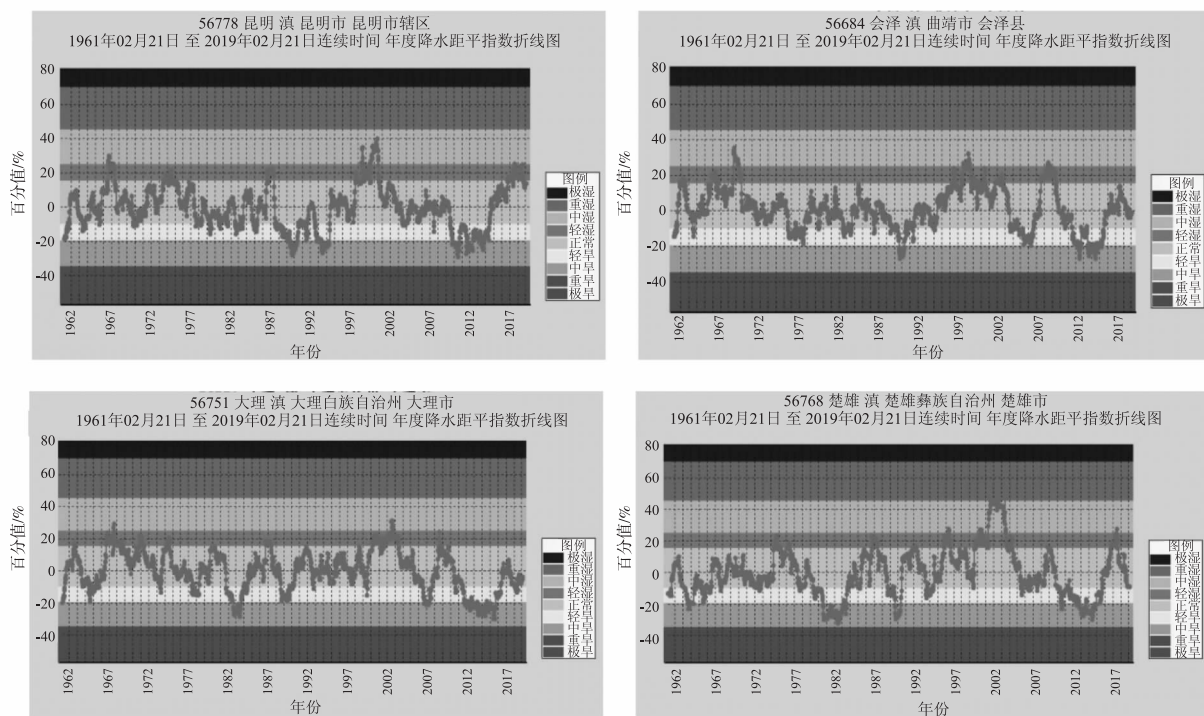 56778 昆明 滇 昆明市 昆明市辖区
1961年02月21日 至 2019年02月21日连续时间 年度降水距平指数折线图
百分值/%
80
60
40
20
0
-20
-40
图例
极湿
重湿
中湿
轻湿
正常
轻旱
中旱
重旱
极旱
1962 1967 1972 1977 1982 1987 1992 1997 2002 2007 2012 2017
年份
56684 会泽 滇 曲靖市 会泽县
1961年02月21日 至 2019年02月21日连续时间 年度降水距平指数折线图
百分值/%
80
60
40
20
0
-20
-40
图例
极湿
重湿
中湿
轻湿
正常
轻旱
中旱
重旱
极旱
1962 1967 1972 1977 1982 1987 1992 1997 2002 2007 2012 2017
年份
56751 大理 滇 大理白族自治州 大理市
1961年02月21日 至 2019年02月21日连续时间 年度降水距平指数折线图
百分值/%
80
60
40
20
0
-20
-40
图例
极湿
重湿
中湿
轻湿
正常
轻旱
中旱
重旱
极旱
1962 1967 1972 1977 1982 1987 1992 1997 2002 2007 2012 2017
年份
56768 楚雄 滇 楚雄彝族自治州 楚雄市
1961年02月21日 至 2019年02月21日连续时间 年度降水距平指数折线图
百分值/%
80
60
40
20
0
-20
-40
图例
极湿
重湿
中湿
轻湿
正常
轻旱
中旱
重旱
极旱
1962 1967 1972 1977 1982 1987 1992 1997 2002 2007 2012 2017
年份